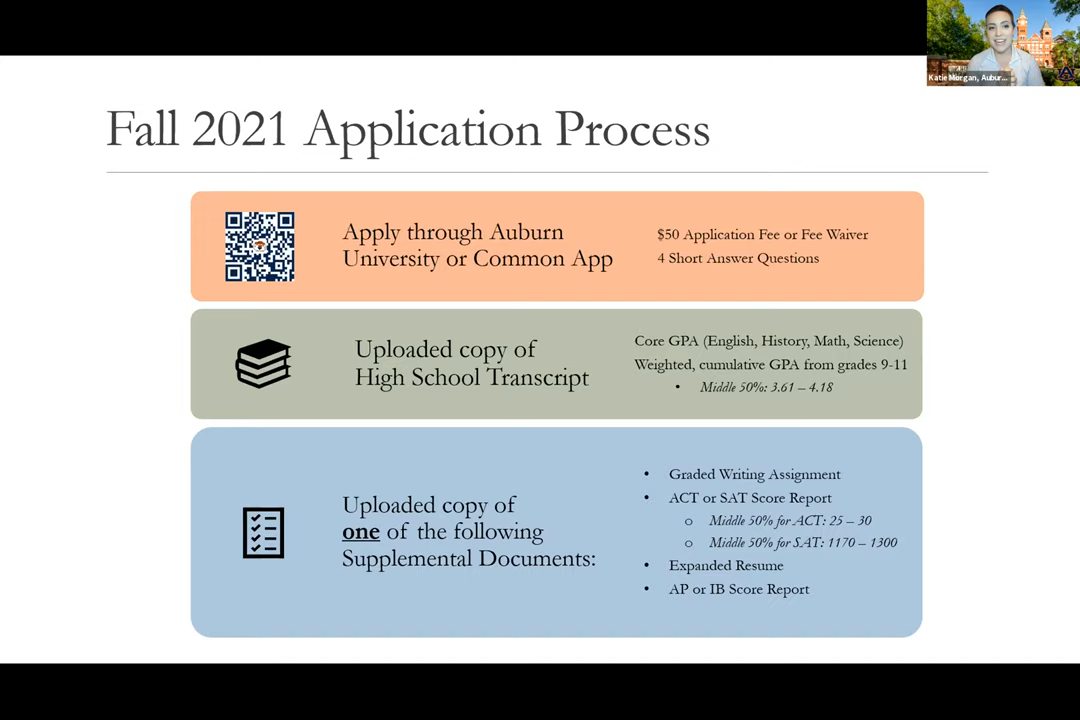 Katie Morgan, Aubur...
Fall 2021 Application Process
Apply through Auburn
University or Common App
$50 Application Fee or Fee Waiver
4 Short Answer Questions
Uploaded copy of
High School Transcript
Core GPA (English, History, Math, Science)
Weighted, cumulative GPA from grades 9-11
• Middle 50%: 3.61 – 4.18
Uploaded copy of
one of the following
Supplemental Documents:
• Graded Writing Assignment
• ACT or SAT Score Report
o Middle 50% for ACT: 25 – 30
o Middle 50% for SAT: 1170 – 1300
• Expanded Resume
• AP or IB Score Report